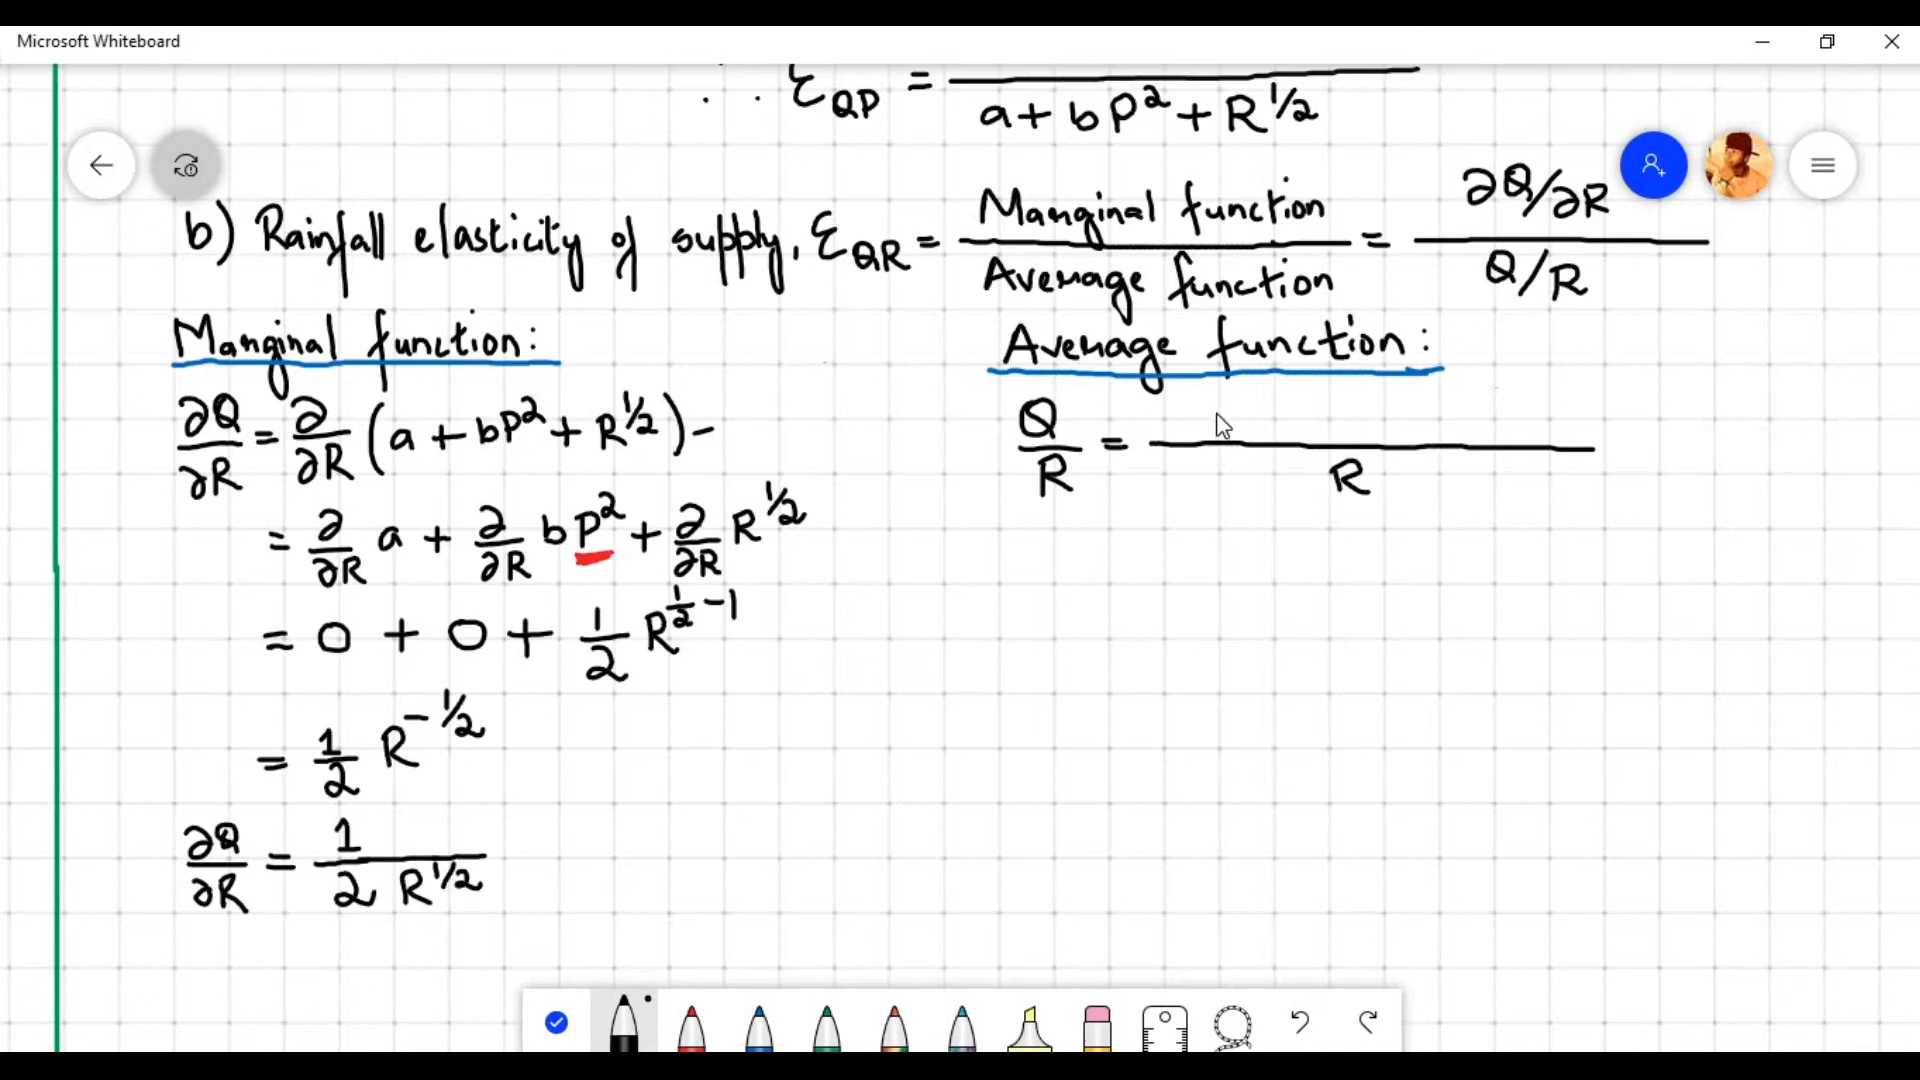 Microsoft Whiteboard
∴ ε_QP = ―――
a + bP² + R^1/2
b) Rainfall elasticity of supply, ε_QR = Marginal function / Average function = ∂Q/∂R / Q/R
Marginal function:
∂Q/∂R = ∂/∂R (a + bP² + R^1/2) -
= ∂/∂R a + ∂/∂R bP² + ∂/∂R R^1/2
= 0 + 0 + 1/2 R^(1/2 - 1)
= 1/2 R^-1/2
∂Q/∂R = 1 / 2 R^1/2
Average function:
Q/R = ――― / R